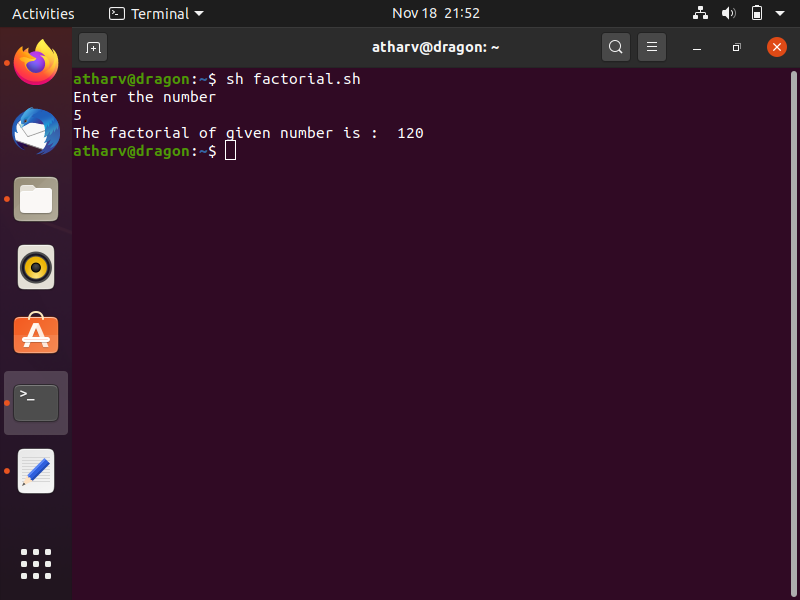 Activities
Terminal
Nov 18 21:52
atharv@dragon: ~
atharv@dragon:~$ sh factorial.sh
Enter the number
5
The factorial of given number is :  120
atharv@dragon:~$
>_